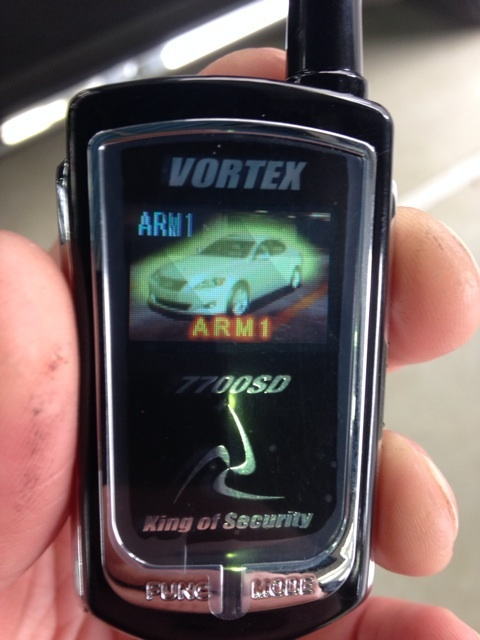 VORTEX
ARM1
ARM1
7700SD
King of Security
FUNC MODE